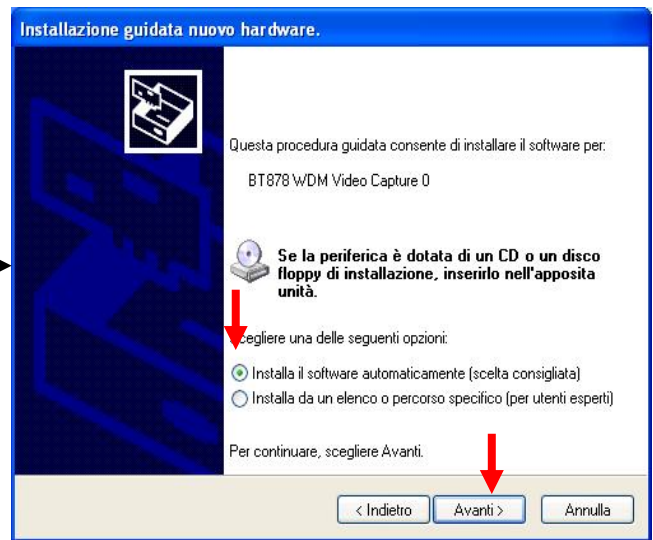 Installazione guidata nuovo hardware.
Questa procedura guidata consente di installare il software per:
BT878 WDM Video Capture 0
Se la periferica è dotata di un CD o un disco
floppy di installazione, inserirlo nell'apposita
unità.
Scegliere una delle seguenti opzioni:
Installa il software automaticamente (scelta consigliata)
Installa da un elenco o percorso specifico (per utenti esperti)
Per continuare, scegliere Avanti.
< Indietro
Avanti >
Annulla